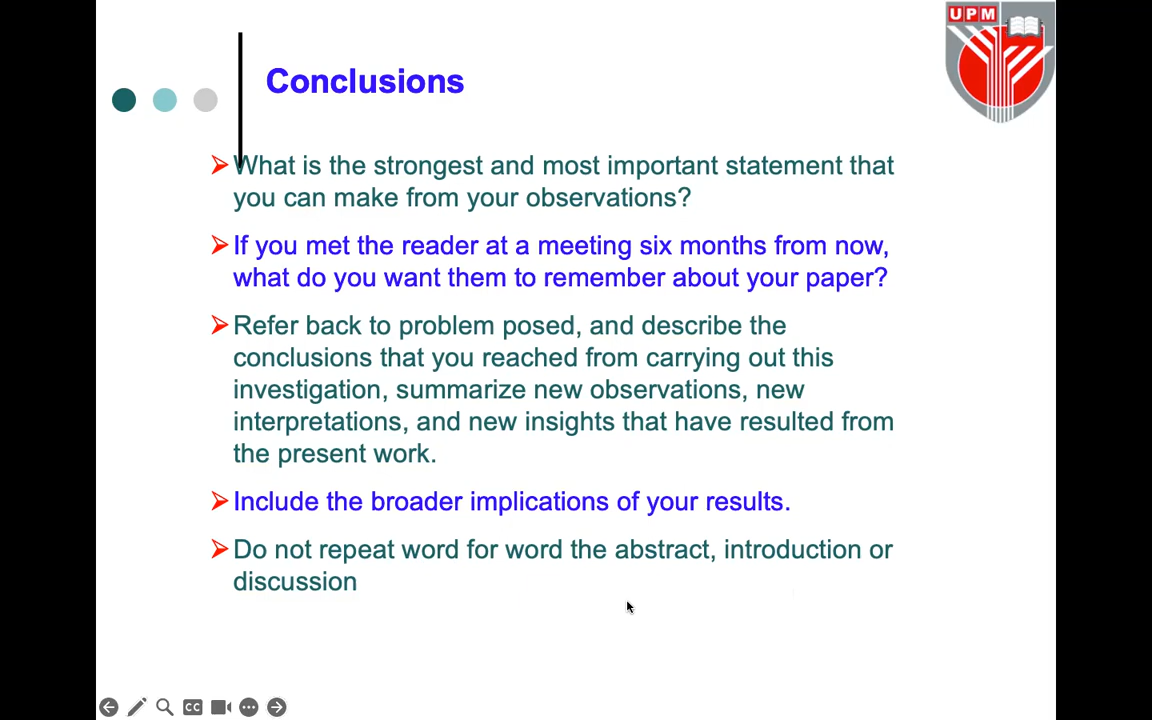 UPM
Conclusions
What is the strongest and most important statement that
you can make from your observations?
If you met the reader at a meeting six months from now,
what do you want them to remember about your paper?
Refer back to problem posed, and describe the
conclusions that you reached from carrying out this
investigation, summarize new observations, new
interpretations, and new insights that have resulted from
the present work.
Include the broader implications of your results.
Do not repeat word for word the abstract, introduction or
discussion
CC